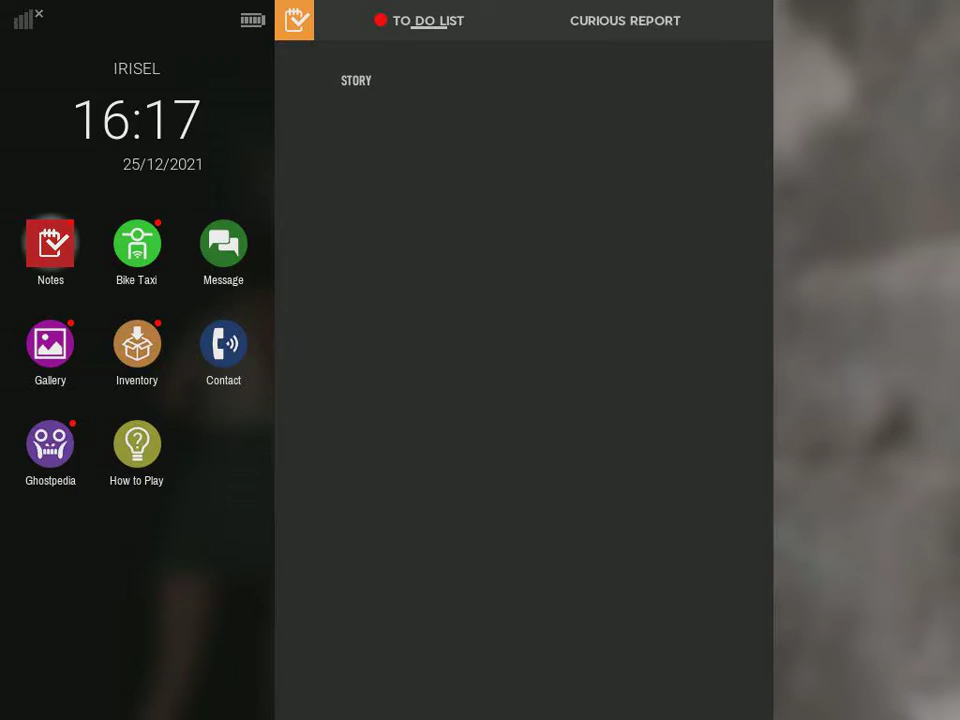 IRISEL
16:17
25/12/2021
Notes
Bike Taxi
Message
Gallery
Inventory
Contact
Ghostpedia
How to Play
TO DO LIST
CURIOUS REPORT
STORY